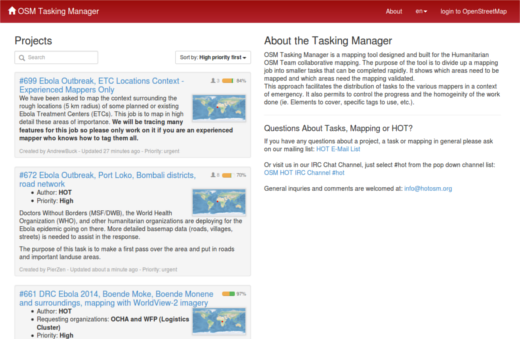 OSM Tasking Manager
About en login to OpenStreetMap
Projects
Search
Sort by: High priority first
#699 Ebola Outbreak, ETC Locations Context -
Experienced Mappers Only
64%
We have been asked to map the context surrounding the
rough locations (5 km radius) of some planned or existing
Ebola Treatment Centers (ETCs). This job is to map in high
detail these areas of importance. We will be tracing many
features for this job so please only work on it if you are an experienced
mapper who knows how to tag them all.
Created by AndrewBuck - Updated 27 minutes ago - Priority: urgent
#672 Ebola Outbreak, Port Loko, Bombali districts,
road network
70%
Author: HOT
Priority: High
Doctors Without Borders (MSF/DWB), the World Health
Organization (WHO), and other humanitarian organizations are deploying for the
Ebola epidemic going on there. More detailed basemap data (roads, villages,
streets) is needed to assist in the response.
The purpose of this task is to make a first pass over the area and put in roads
and important landuse areas.
Created by PierZen - Updated about a minute ago - Priority: urgent
#661 DRC Ebola 2014, Boende Moke, Boende Monene
and surroundings, mapping with WorldView-2 imagery
97%
Author: HOT
Requesting organizations: OCHA and WFP (Logistics
Cluster)
Priority: High
About the Tasking Manager
OSM Tasking Manager is a mapping tool designed and built for the Humanitarian
OSM Team collaborative mapping. The purpose of the tool is to divide up a mapping
job into smaller tasks that can be completed rapidly. It shows which areas need to be
mapped and which areas need the mapping validated.
This approach facilitates the distribution of tasks to the various mappers in a context
of emergency. It also permits to control the progress and the homogeinity of the work
done (ie. Elements to cover, specific tags to use, etc.).
Questions About Tasks, Mapping or HOT?
If you have any questions about a project, a task or mapping in general please ask
on our mailing list: HOT E-Mail List
Or visit us in our IRC Chat Channel, just select #hot from the pop down channel list:
OSM HOT IRC Channel #hot
General inquries and comments are welcomed at: info@hotosm.org